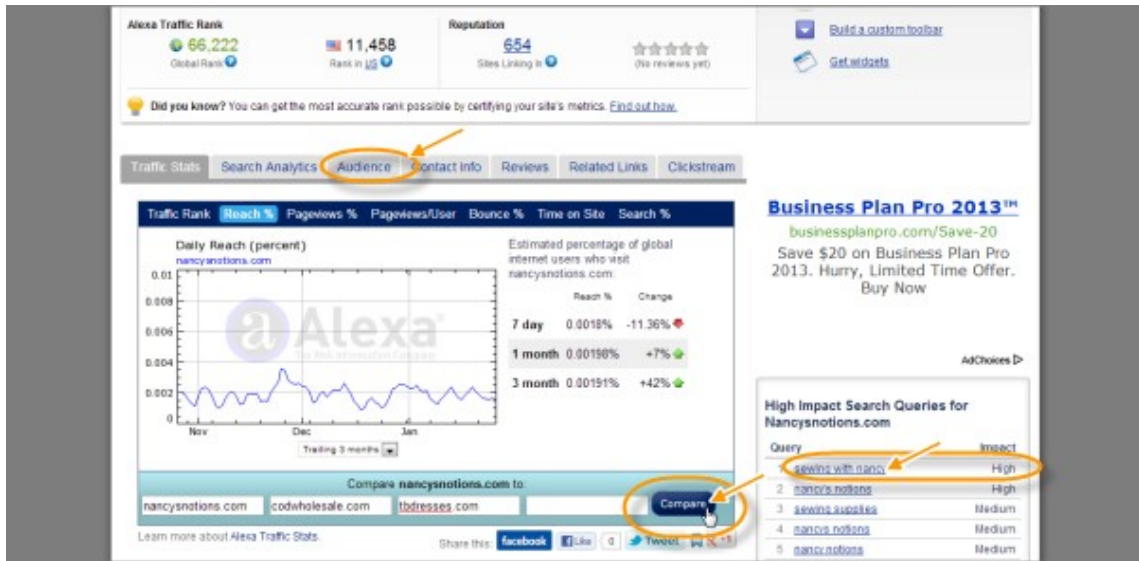 Alexa Traffic Rank
Reputation
66,222
11,458
654
Global Rank
Rank in US
Sites Linking In
(No reviews yet)
Build a custom toolbar
Get widgets
Did you know? You can get the most accurate rank possible by certifying your site's metrics. Find out how.
Traffic Stats Search Analytics Audience Contact Info Reviews Related Links Clickstream
Traffic Rank Reach % Pageviews % Pageviews/User Bounce % Time on Site Search %
Daily Reach (percent)
nancysnotions.com
0.01
0.008
0.006
0.004
0.002
0
Nov Dec Jan
Alexa
The Web Information Company
Trailing 3 months
Estimated percentage of global
internet users who visit
nancysnotions.com:
Reach % Change
7 day 0.0018% -11.36%
1 month 0.00198% +7%
3 month 0.00191% +42%
Compare nancysnotions.com to:
nancysnotions.com codwholesale.com tbdresses.com Compare
Learn more about Alexa Traffic Stats.
Share this: facebook Like 0 Tweet +1
Business Plan Pro 2013™
businessplanpro.com/Save-20
Save $20 on Business Plan Pro
2013. Hurry, Limited Time Offer.
Buy Now
AdChoices
High Impact Search Queries for
Nancysnotions.com
Query Impact
1 sewing with nancy High
2 nancy's notions High
3 sewing supplies Medium
4 nancys notions Medium
5 nancy notions Medium